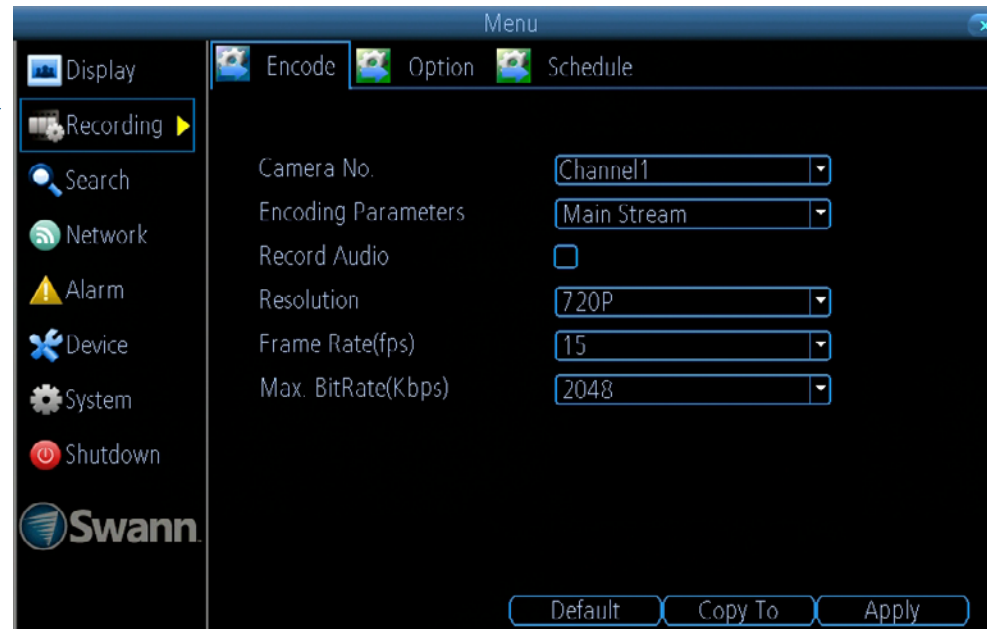 Menu
Display
Recording
Search
Network
Alarm
Device
System
Shutdown
Swann
Encode Option Schedule
Camera No. Channel1
Encoding Parameters Main Stream
Record Audio
Resolution 720P
Frame Rate(fps) 15
Max. BitRate(Kbps) 2048
Default Copy To Apply